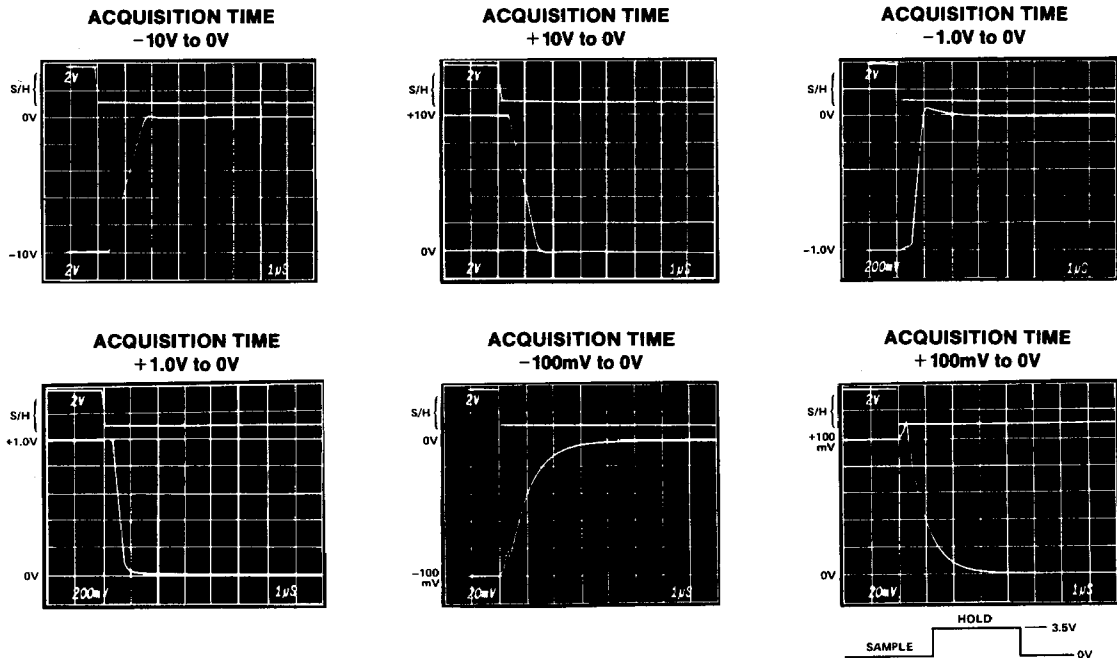 ACQUISITION TIME
−10V to 0V
2V
S/H
0V
−10V
2V
1µS
ACQUISITION TIME
+10V to 0V
2V
S/H
+10V
0V
2V
1µS
ACQUISITION TIME
−1.0V to 0V
2V
S/H
0V
−1.0V
200mV
1µS
ACQUISITION TIME
+1.0V to 0V
2V
S/H
+1.0V
0V
200mV
1µS
ACQUISITION TIME
−100mV to 0V
2V
S/H
0V
−100
mV
20mV
1µS
ACQUISITION TIME
+100mV to 0V
2V
S/H
+100
mV
0V
20mV
1µS
HOLD
3.5V
SAMPLE
0V